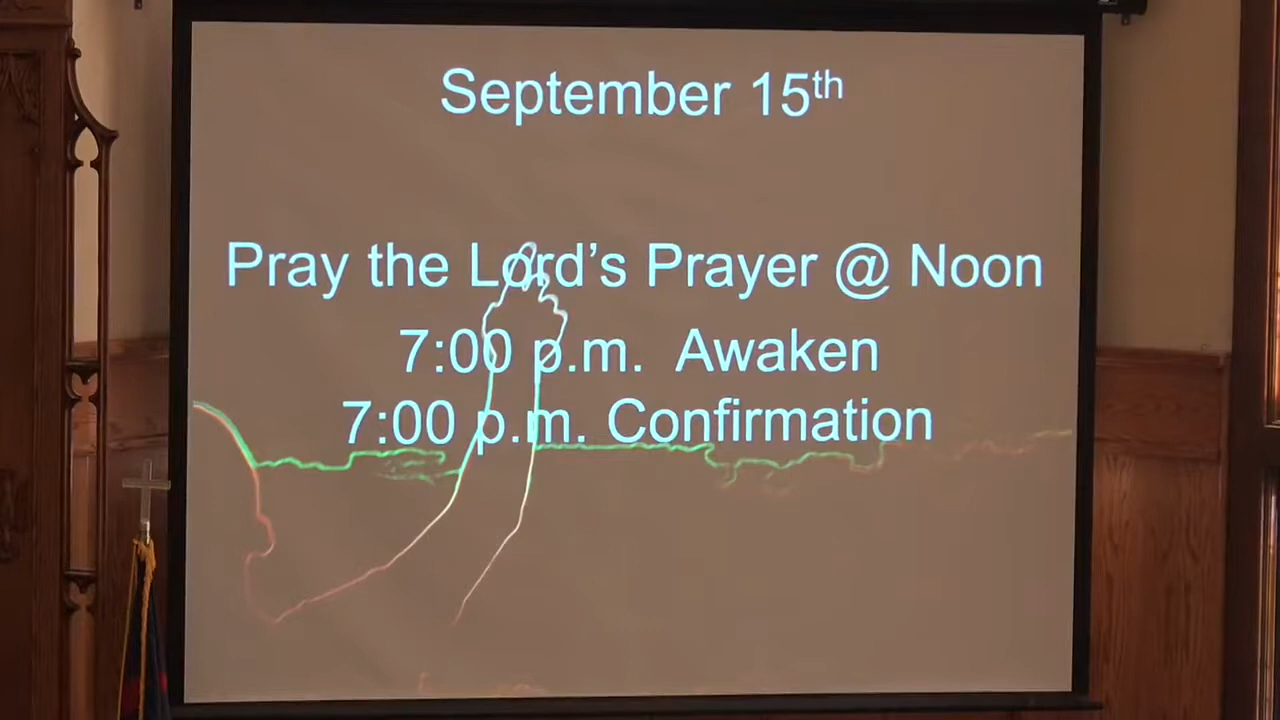 September 15th
Pray the Lord’s Prayer @ Noon
7:00 p.m. Awaken
7:00 p.m. Confirmation